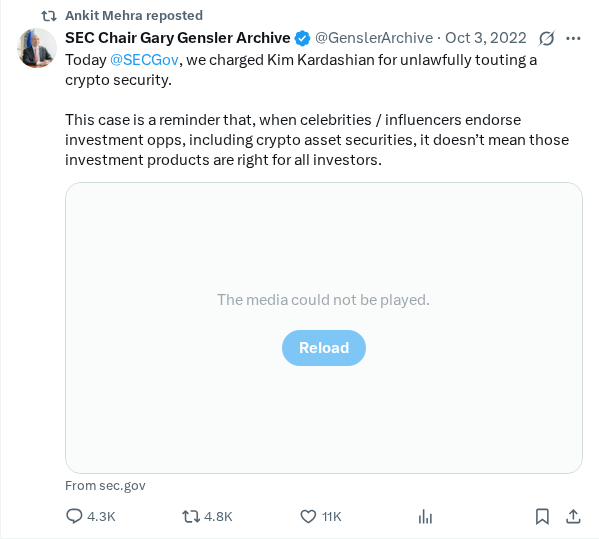 Ankit Mehra reposted
SEC Chair Gary Gensler Archive @GenslerArchive · Oct 3, 2022
Today @SECGov, we charged Kim Kardashian for unlawfully touting a
crypto security.
This case is a reminder that, when celebrities / influencers endorse
investment opps, including crypto asset securities, it doesn’t mean those
investment products are right for all investors.
The media could not be played.
Reload
From sec.gov
4.3K 4.8K 11K